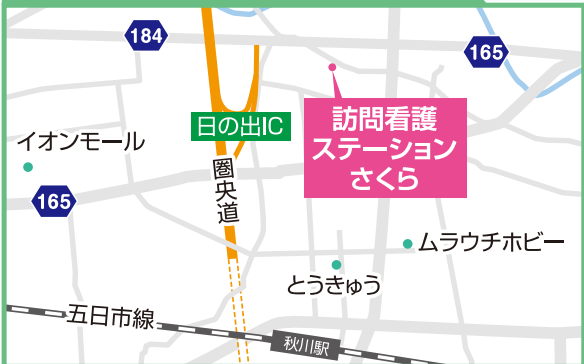 184
165
日の出IC
訪問看護
ステーション
さくら
イオンモール
165
圏央道
ムラウチホビー
とうきゅう
五日市線
秋川駅